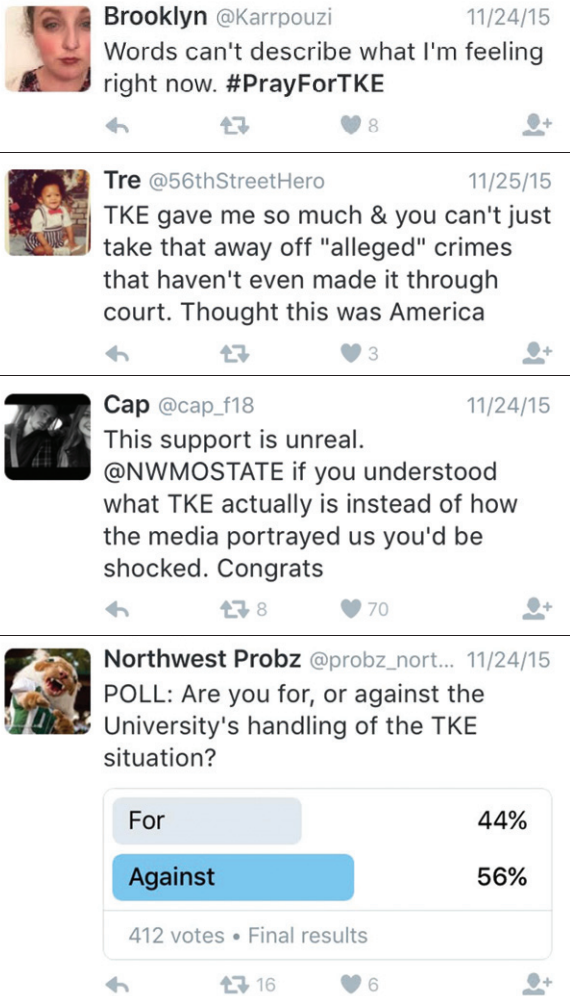 Brooklyn @Karrpouzi 11/24/15
Words can't describe what I'm feeling
right now. #PrayForTKE
8
Tre @56thStreetHero 11/25/15
TKE gave me so much & you can't just
take that away off "alleged" crimes
that haven't even made it through
court. Thought this was America
3
Cap @cap_f18 11/24/15
This support is unreal.
@NWMOSTATE if you understood
what TKE actually is instead of how
the media portrayed us you'd be
shocked. Congrats
8 70
Northwest Probz @probz_nort... 11/24/15
POLL: Are you for, or against the
University's handling of the TKE
situation?
For 44%
Against 56%
412 votes • Final results
16 6